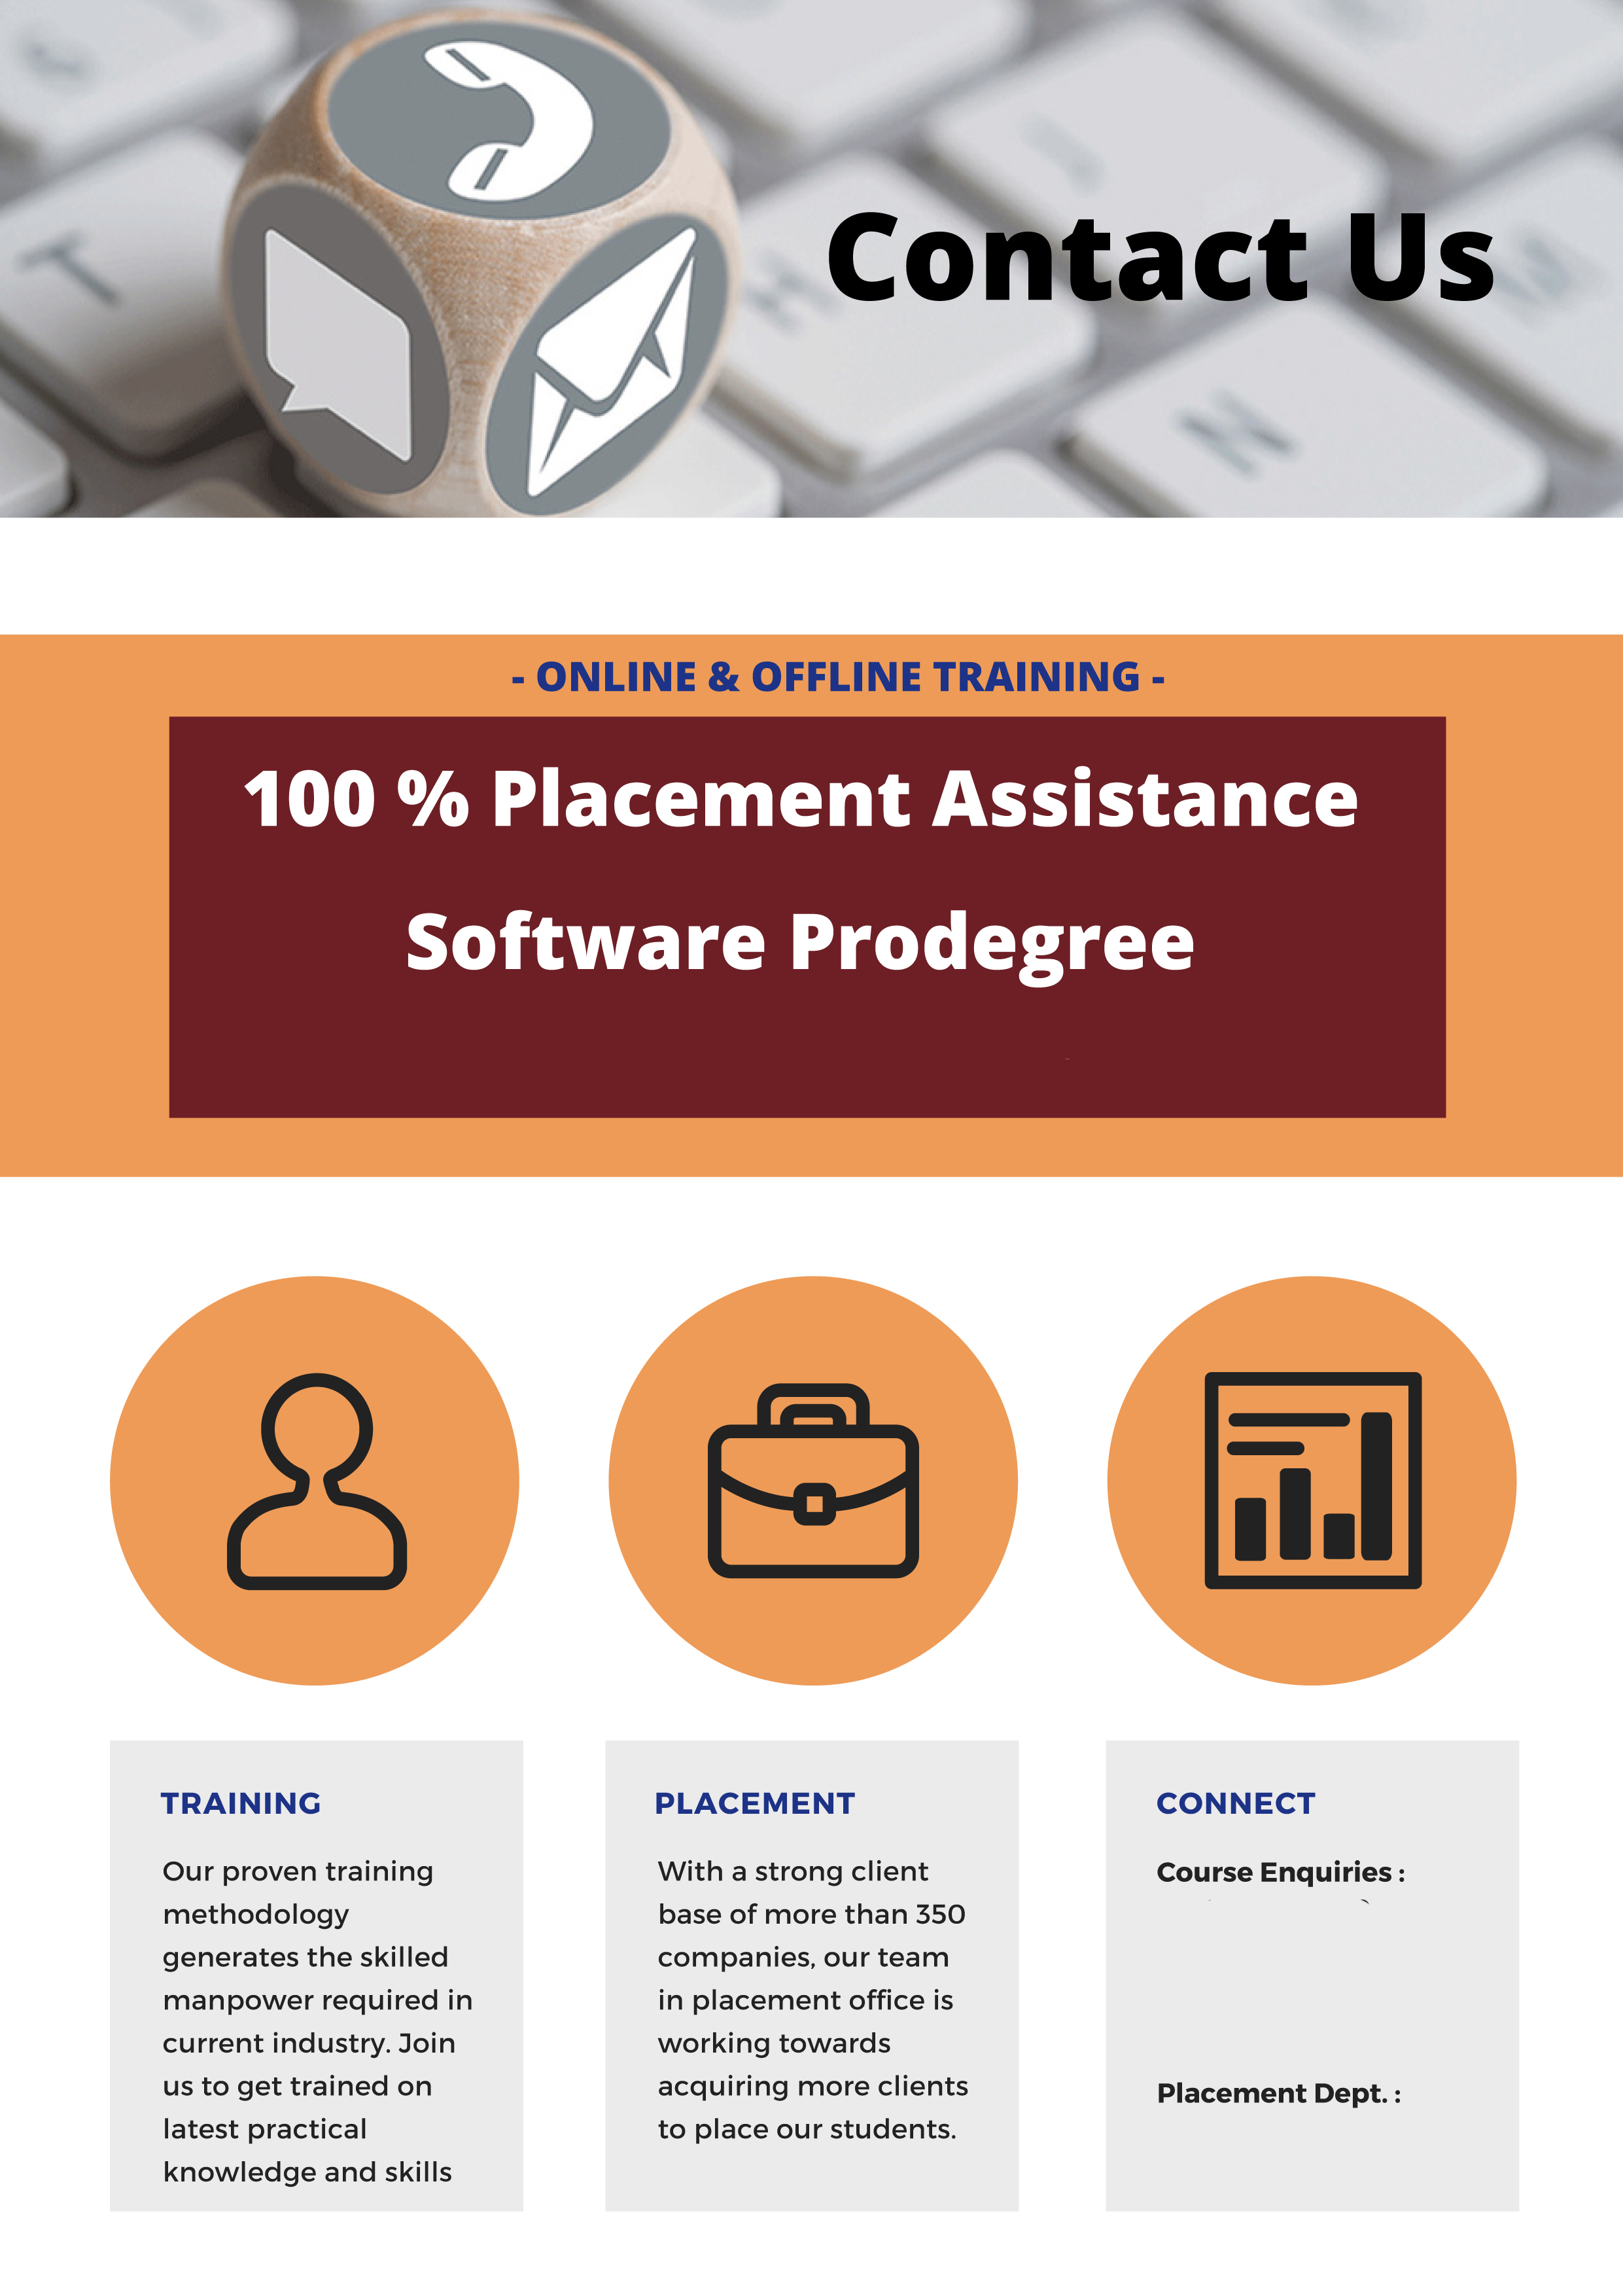 Contact Us
- ONLINE & OFFLINE TRAINING -
100 % Placement Assistance
Software Prodegree
TRAINING
Our proven training
methodology
generates the skilled
manpower required in
current industry. Join
us to get trained on
latest practical
knowledge and skills
PLACEMENT
With a strong client
base of more than 350
companies, our team
in placement office is
working towards
acquiring more clients
to place our students.
CONNECT
Course Enquiries :
Placement Dept. :